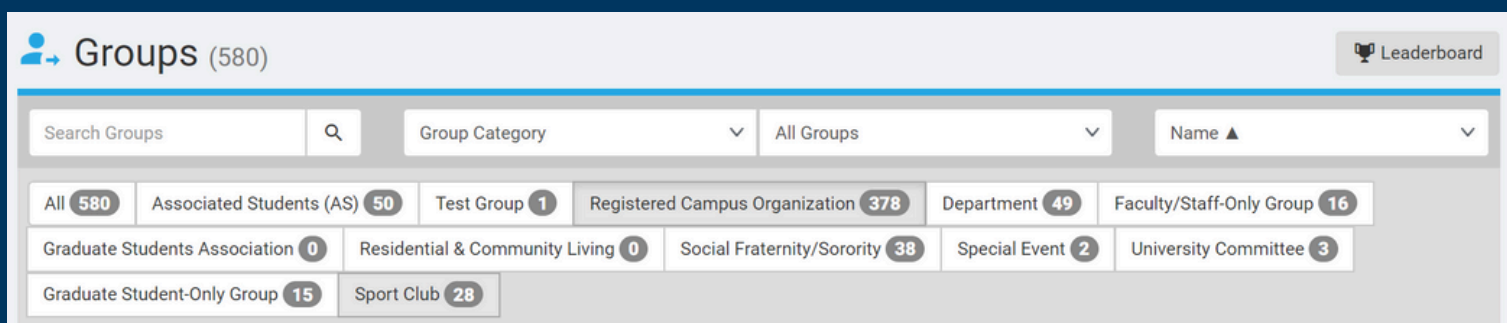 Groups (580)
Leaderboard
Search Groups
Group Category
All Groups
Name ▲
All 580 Associated Students (AS) 50 Test Group 1 Registered Campus Organization 378 Department 49 Faculty/Staff-Only Group 16
Graduate Students Association 0 Residential & Community Living 0 Social Fraternity/Sorority 38 Special Event 2 University Committee 3
Graduate Student-Only Group 15 Sport Club 28